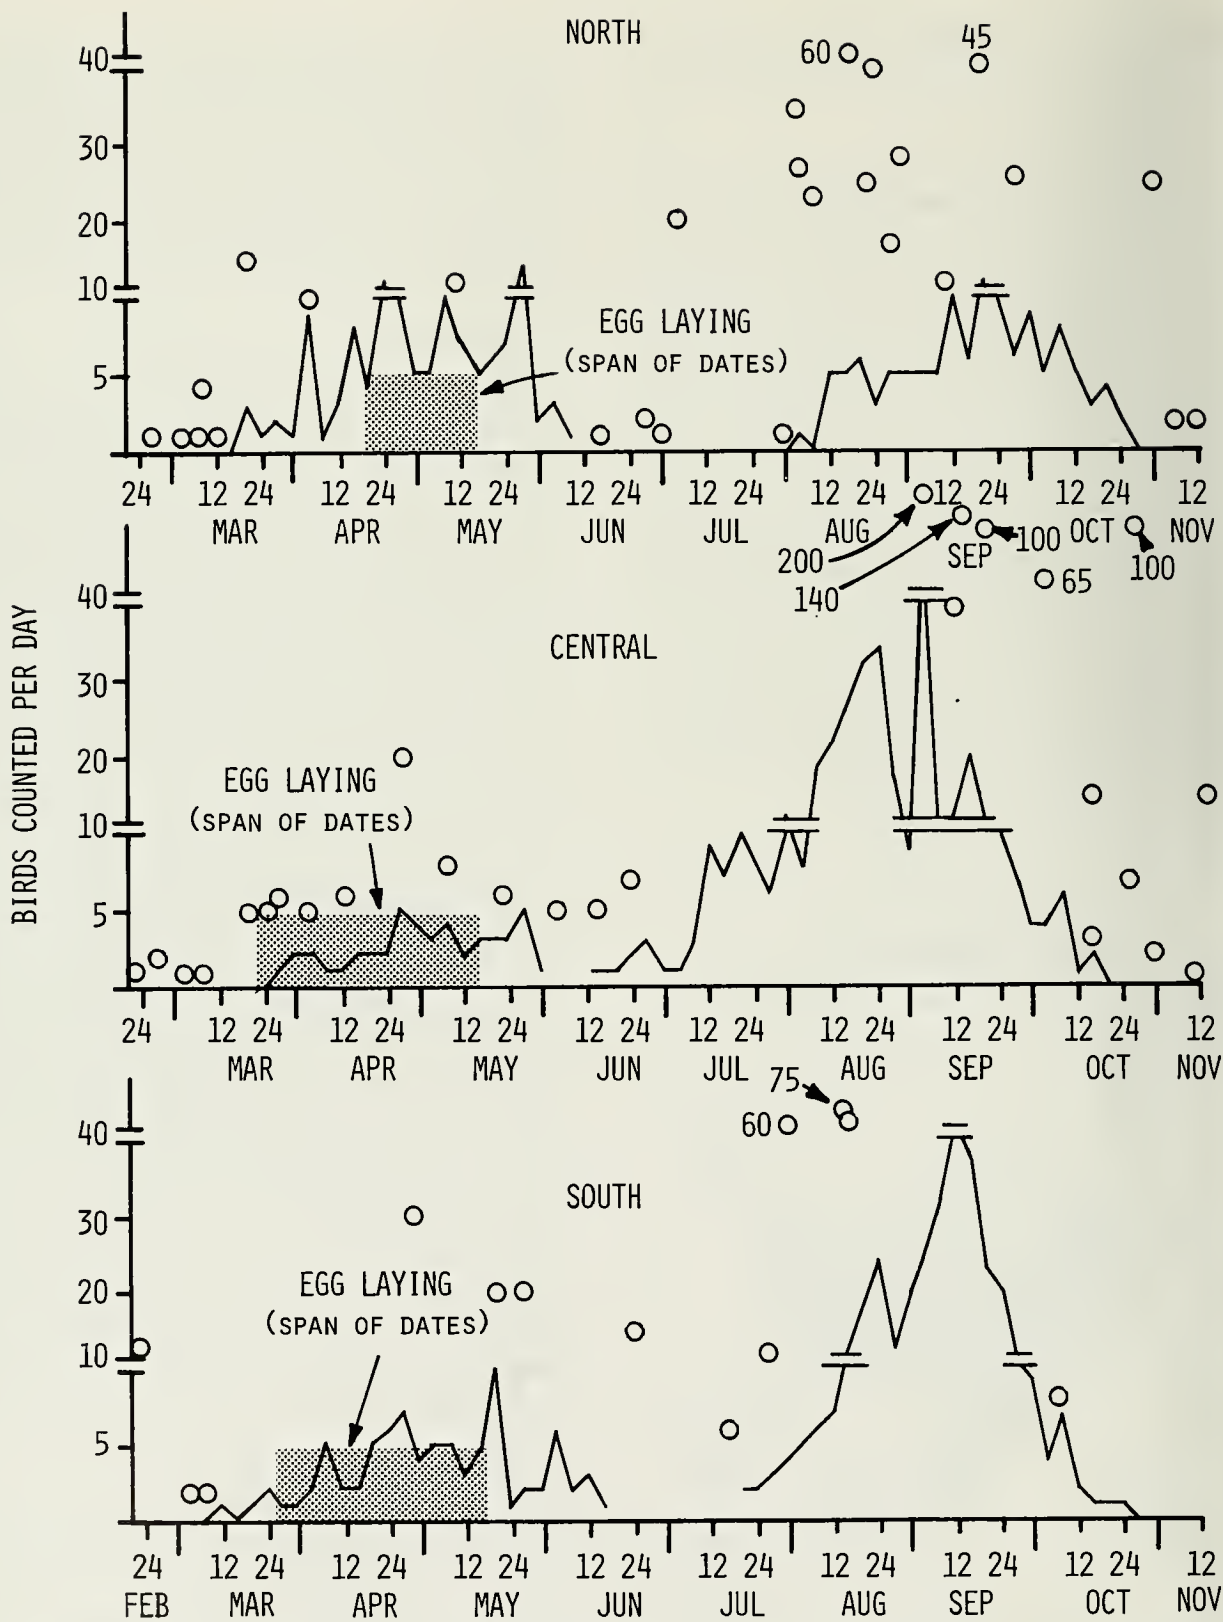 NORTH
60
45
40
30
20
10
5
EGG LAYING
(SPAN OF DATES)
24 12 24 12 24 12 24 12 24 12 24 12 24 12 24 12 24 12
MAR APR MAY JUN JUL AUG SEP OCT NOV
200
140
100
65
100
BIRDS COUNTED PER DAY
CENTRAL
40
30
20
10
5
EGG LAYING
(SPAN OF DATES)
24 12 24 12 24 12 24 12 24 12 24 12 24 12 24 12 24 12
MAR APR MAY JUN JUL AUG SEP OCT NOV
75
60
SOUTH
40
30
20
10
5
EGG LAYING
(SPAN OF DATES)
24 12 24 12 24 12 24 12 24 12 24 12 24 12 24 12 24 12
FEB MAR APR MAY JUN JUL AUG SEP OCT NOV